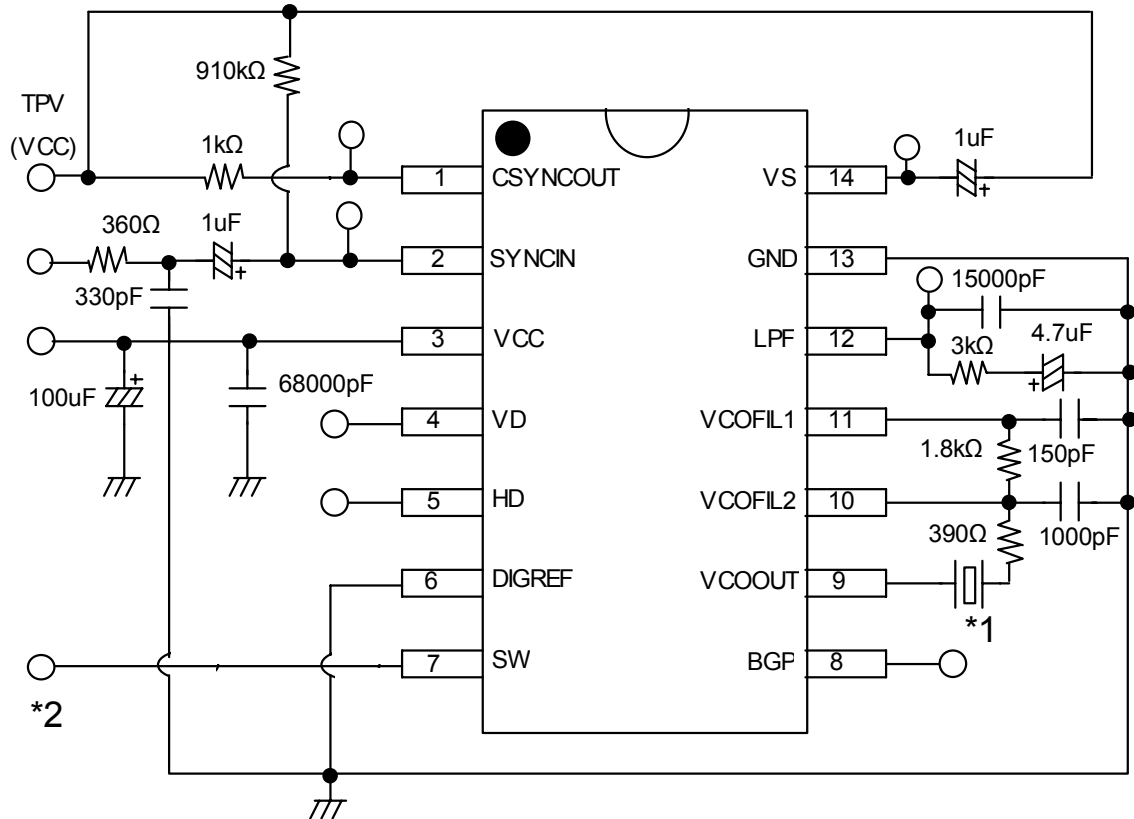 910kΩ
TPV
(VCC)
1kΩ
1 CSYNCOUT
VS 14
1uF
+
360Ω
1uF
+
2 SYNCIN
GND 13
330pF
15000pF
3 VCC
LPF 12
4.7uF
3kΩ
+
100uF
+
68000pF
4 VD
VCOFIL1 11
1.8kΩ
150pF
5 HD
VCOFIL2 10
390Ω
1000pF
6 DIGREF
VCOOUT 9
*1
7 SW
BGP 8
*2